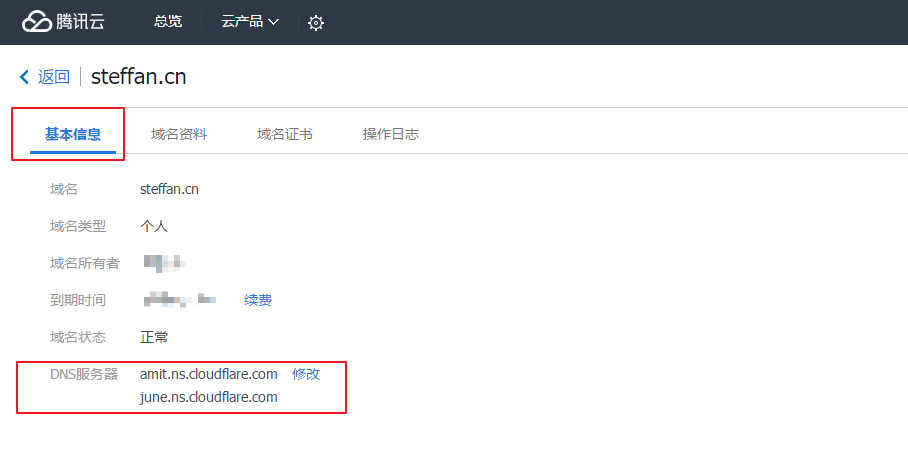 腾讯云 总览 云产品
返回 steffan.cn
基本信息 域名资料 域名证书 操作日志
域名 steffan.cn
域名类型 个人
域名所有者
到期时间 续费
域名状态 正常
DNS服务器 amit.ns.cloudflare.com 修改
june.ns.cloudflare.com